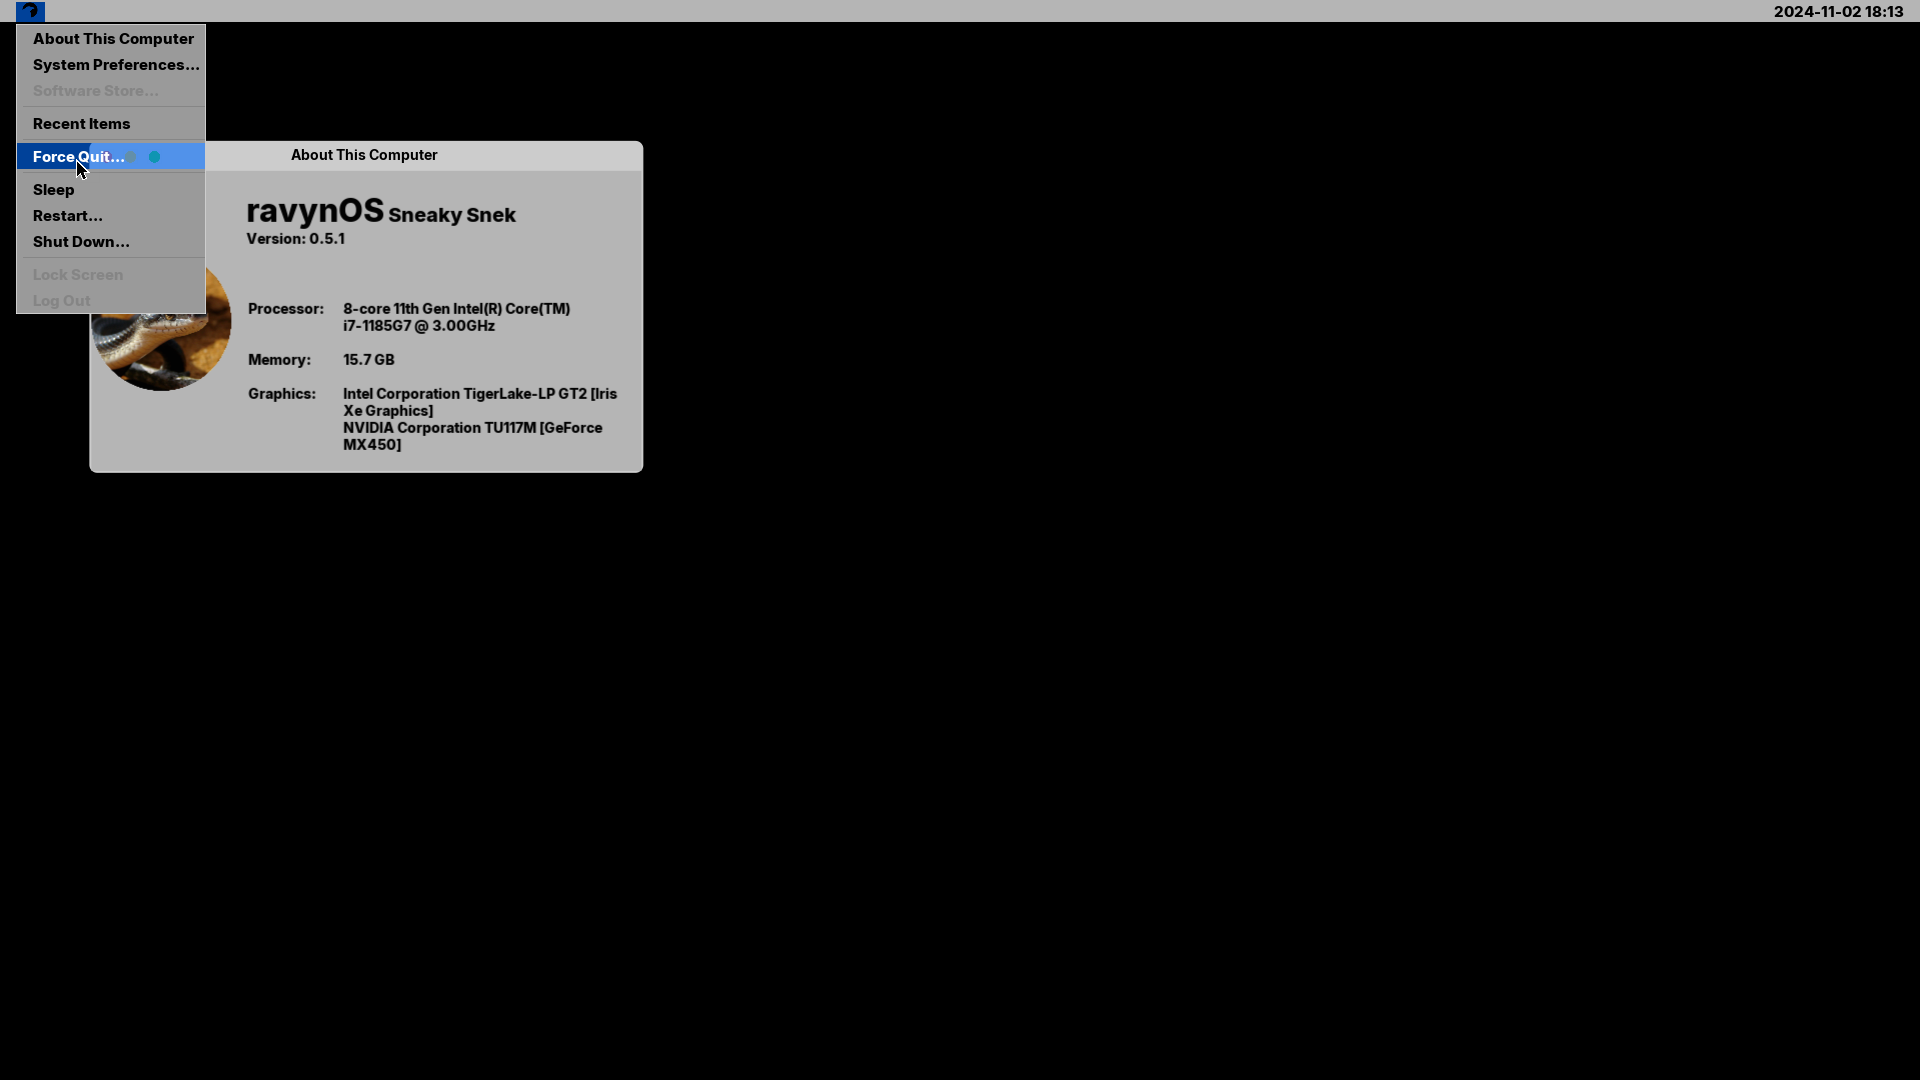 2024-11-02 18:13
About This Computer
System Preferences...
Software Store...
Recent Items
Force Quit...
Sleep
Restart...
Shut Down...
Lock Screen
Log Out
About This Computer
ravynOS Sneaky Snek
Version: 0.5.1
Processor: 8-core 11th Gen Intel(R) Core(TM)
i7-1185G7 @ 3.00GHz
Memory: 15.7 GB
Graphics: Intel Corporation TigerLake-LP GT2 [Iris
Xe Graphics]
NVIDIA Corporation TU117M [GeForce
MX450]